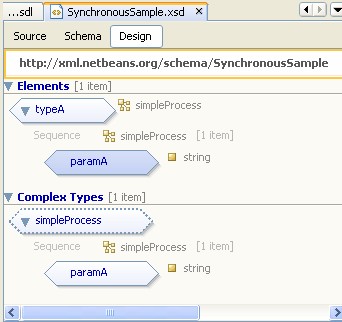 ...sdl SynchronousSample.xsd x
Source Schema Design
http://xml.netbeans.org/schema/SynchronousSample
Elements [1 item]
typeA simpleProcess
Sequence simpleProcess [1 item]
paramA string
Complex Types [1 item]
simpleProcess
Sequence simpleProcess [1 item]
paramA string